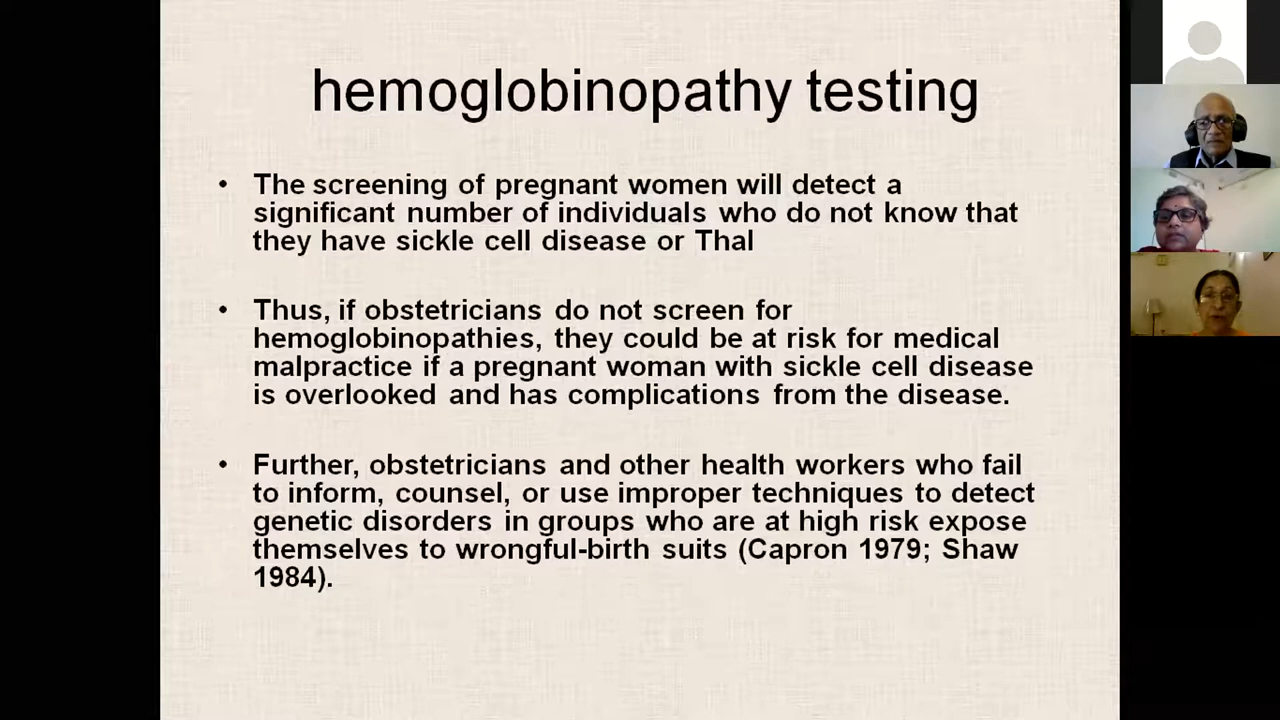 hemoglobinopathy testing
• The screening of pregnant women will detect a
significant number of individuals who do not know that
they have sickle cell disease or Thal
• Thus, if obstetricians do not screen for
hemoglobinopathies, they could be at risk for medical
malpractice if a pregnant woman with sickle cell disease
is overlooked and has complications from the disease.
• Further, obstetricians and other health workers who fail
to inform, counsel, or use improper techniques to detect
genetic disorders in groups who are at high risk expose
themselves to wrongful-birth suits (Capron 1979; Shaw
1984).